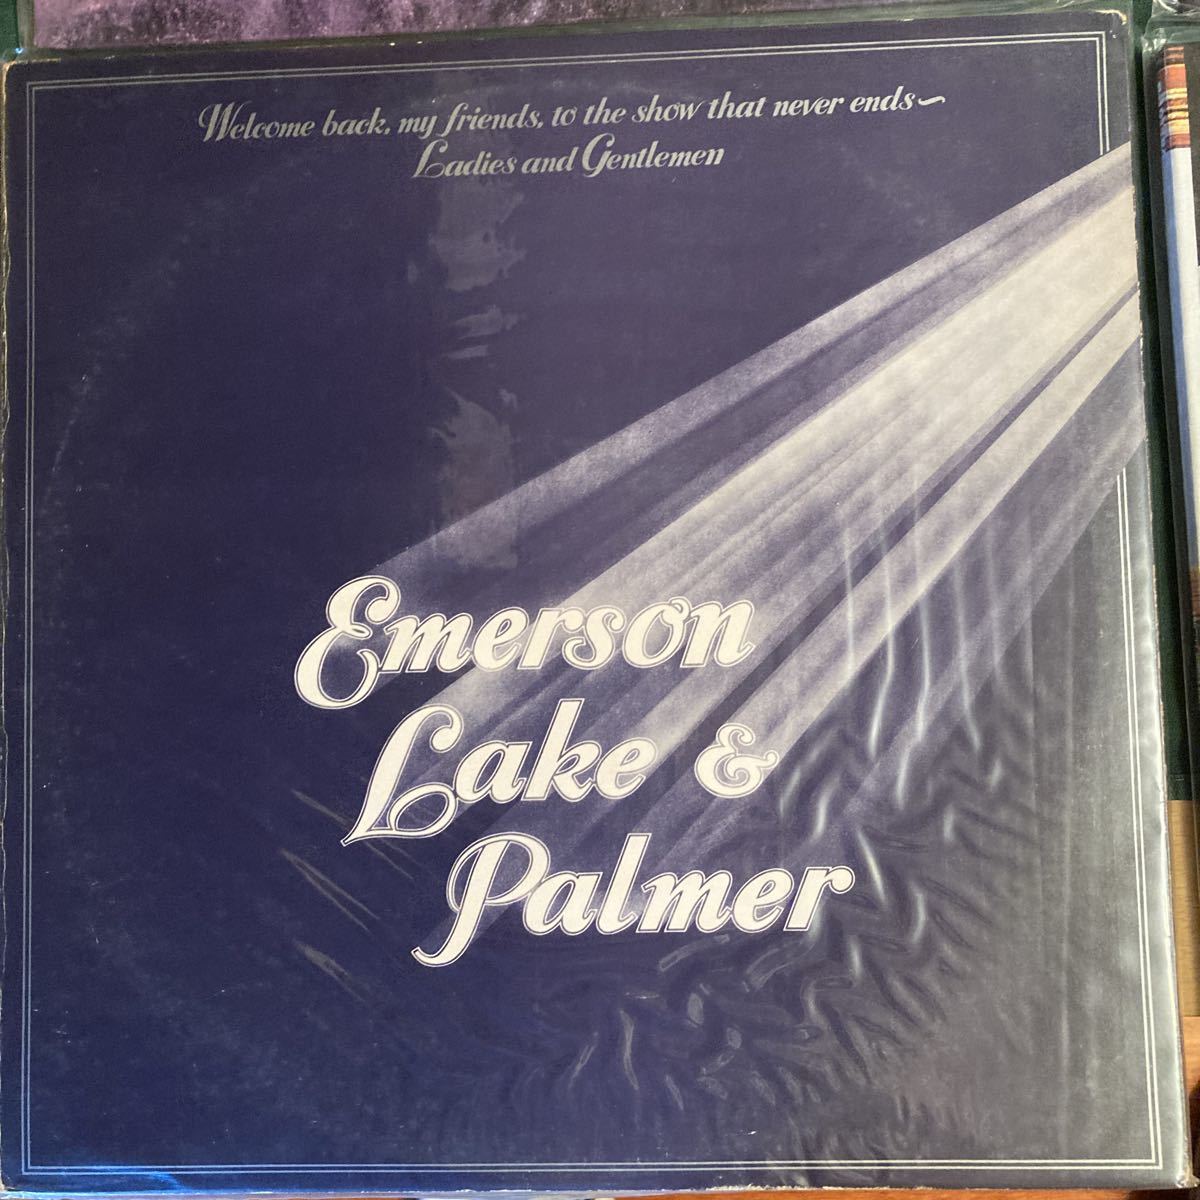 Welcome back, my friends, to the show that never ends~
Ladies and Gentlemen
Emerson
Lake &
Palmer